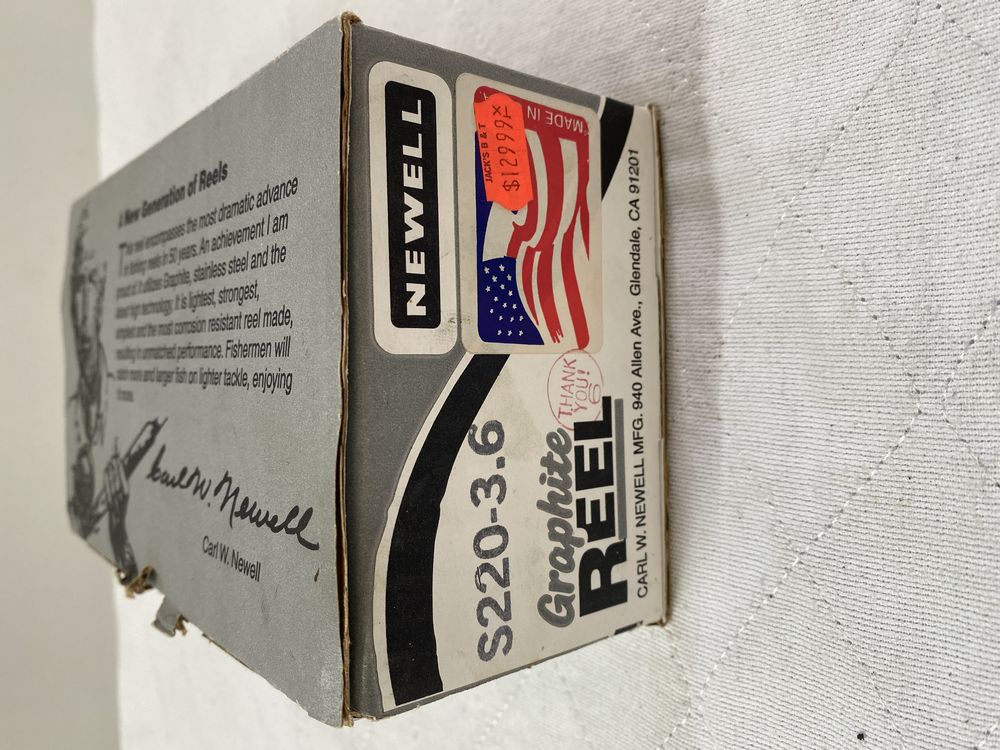 A New Generation of Reels
This reel encompasses the most dramatic advance
in fishing reels in 50 years. An achievement I am
proud of. It utilizes Graphite, stainless steel and the
latest high technology. It is lightest, strongest,
simplest and the most corrosion resistant reel made,
resulting in unmatched performance. Fishermen will
catch more and larger fish on lighter tackle, enjoying
it more.
Carl W. Newell
Carl W. Newell
NEWELL
MADE IN
JACK'S B & T
$129.99
THANK
YOU!
6
S220-3.6
Graphite
REEL
CARL W. NEWELL MFG. 940 Allen Ave., Glendale, CA 91201